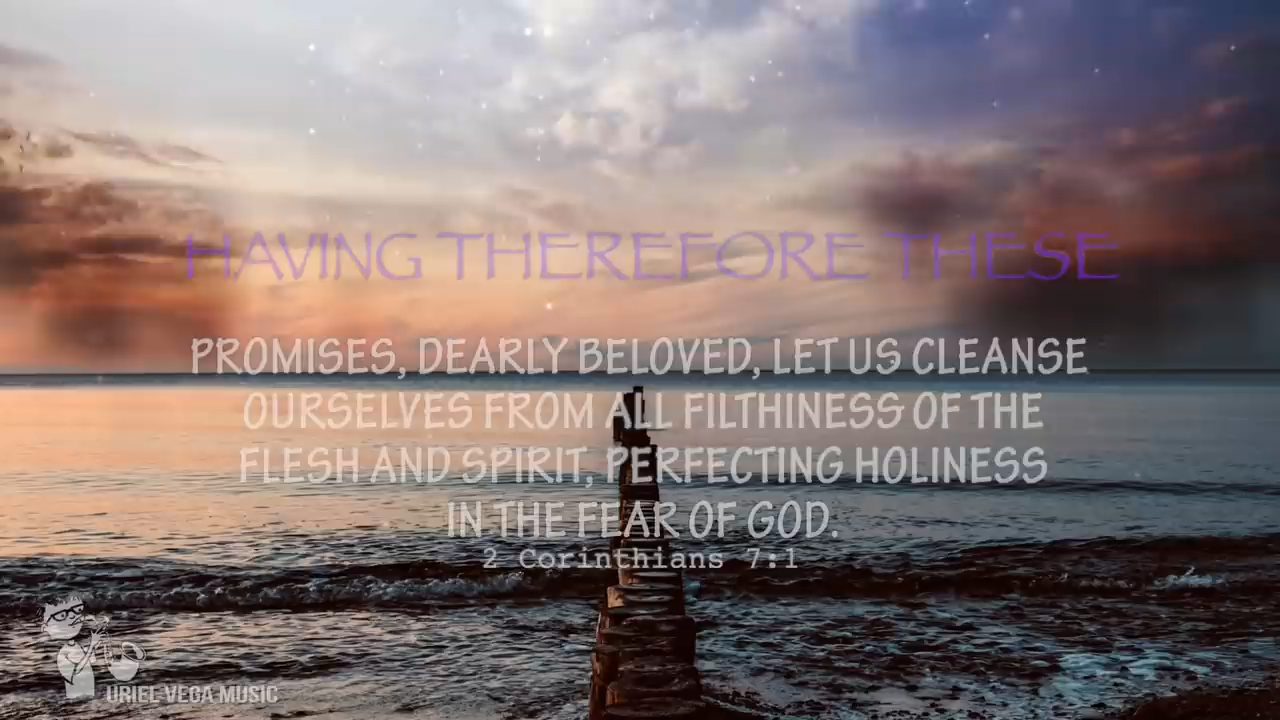 HAVING THEREFORE THESE
PROMISES, DEARLY BELOVED, LET US CLEANSE
OURSELVES FROM ALL FILTHINESS OF THE
FLESH AND SPIRIT, PERFECTING HOLINESS
IN THE FEAR OF GOD.
2 Corinthians 7:1
URIEL VEGA MUSIC